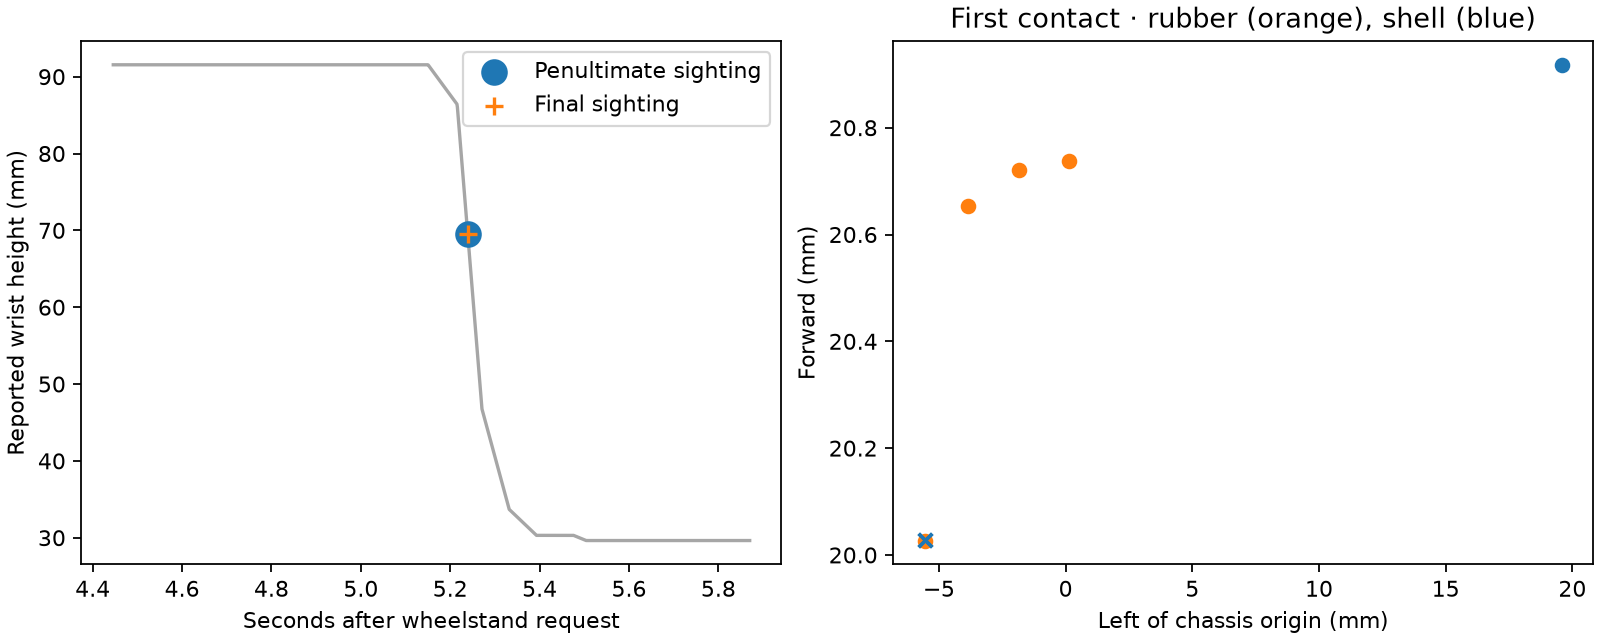 Reported wrist height (mm)
90
80
70
60
50
40
30
4.4 4.6 4.8 5.0 5.2 5.4 5.6 5.8
Seconds after wheelstand request
Penultimate sighting
Final sighting
First contact · rubber (orange), shell (blue)
Forward (mm)
20.8
20.6
20.4
20.2
20.0
−5 0 5 10 15 20
Left of chassis origin (mm)